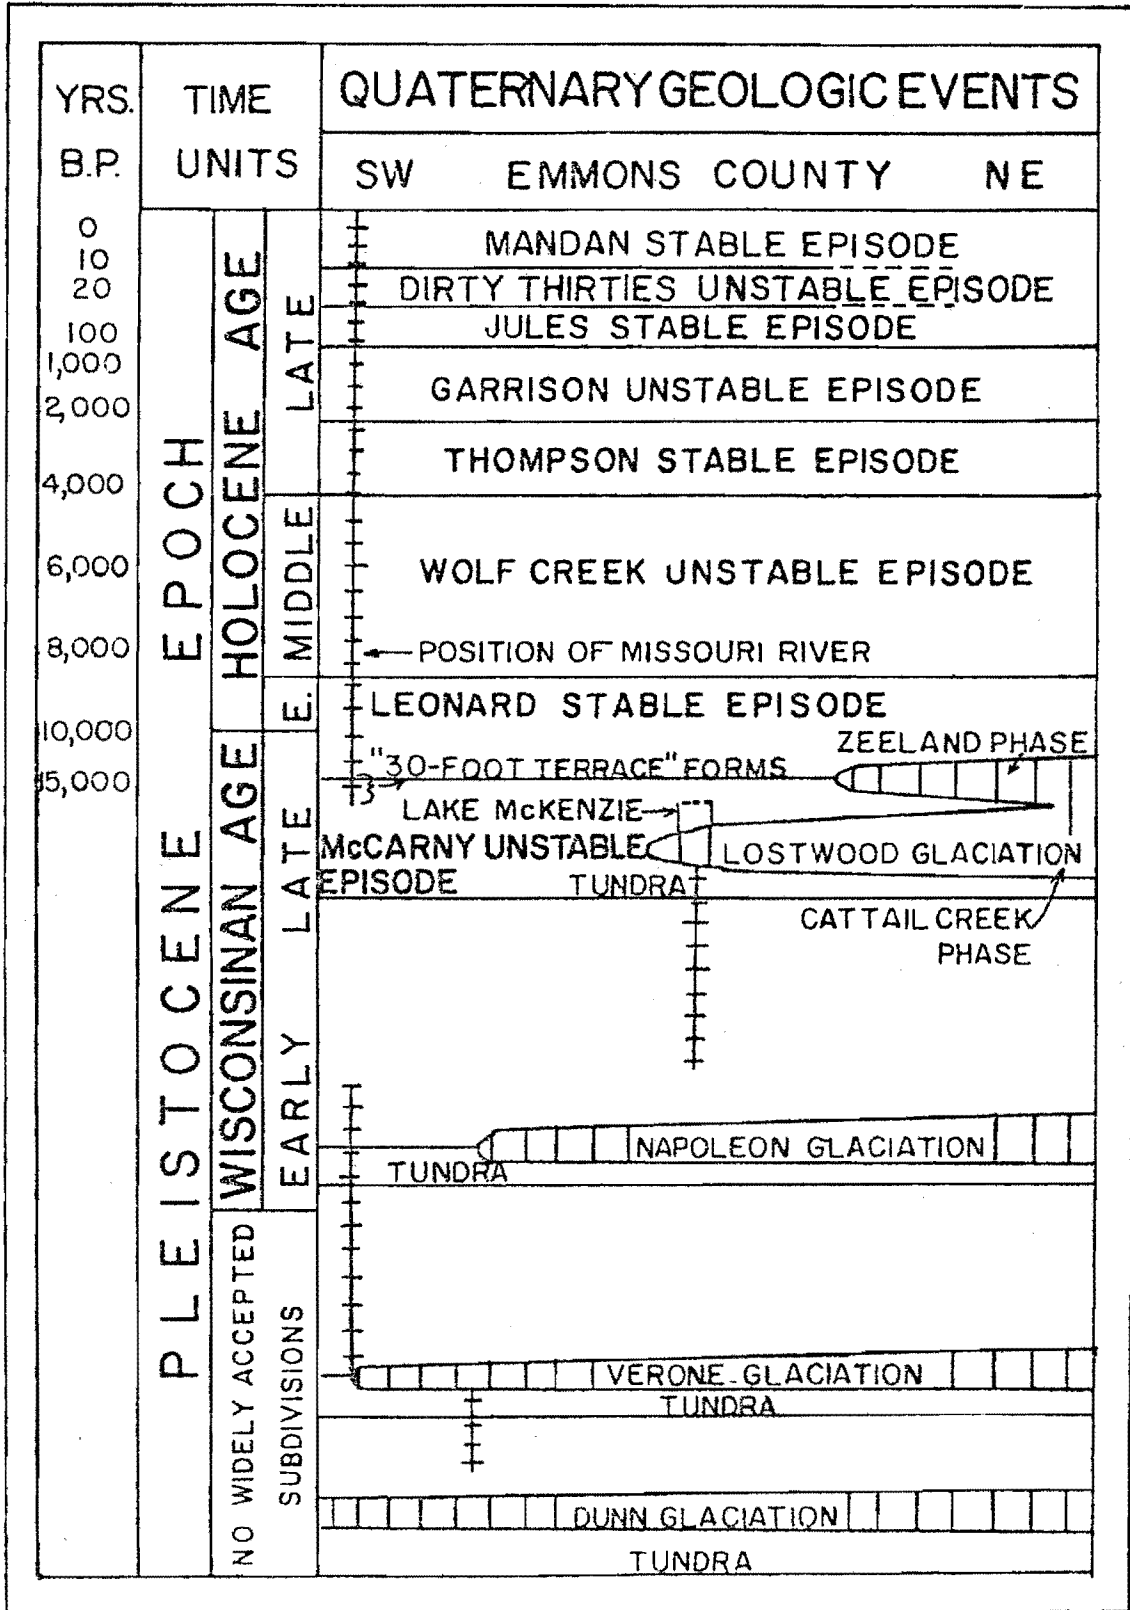 YRS.
B.P.
TIME
UNITS
QUATERNARY GEOLOGIC EVENTS
SW EMMONS COUNTY NE
0
10
20
100
1,000
2,000
4,000
6,000
8,000
10,000
15,000
PLEISTOCENE EPOCH
HOLOCENE AGE
WISCONSINAN AGE
NO WIDELY ACCEPTED
SUBDIVISIONS
LATE
MIDDLE
E.
LATE
EARLY
MANDAN STABLE EPISODE
DIRTY THIRTIES UNSTABLE EPISODE
JULES STABLE EPISODE
GARRISON UNSTABLE EPISODE
THOMPSON STABLE EPISODE
WOLF CREEK UNSTABLE EPISODE
POSITION OF MISSOURI RIVER
LEONARD STABLE EPISODE
ZEELAND PHASE
"30-FOOT TERRACE" FORMS
LAKE McKENZIE
McCARNY UNSTABLE
EPISODE
LOSTWOOD GLACIATION
TUNDRA
CATTAIL CREEK
PHASE
NAPOLEON GLACIATION
TUNDRA
VERONE GLACIATION
TUNDRA
DUNN GLACIATION
TUNDRA